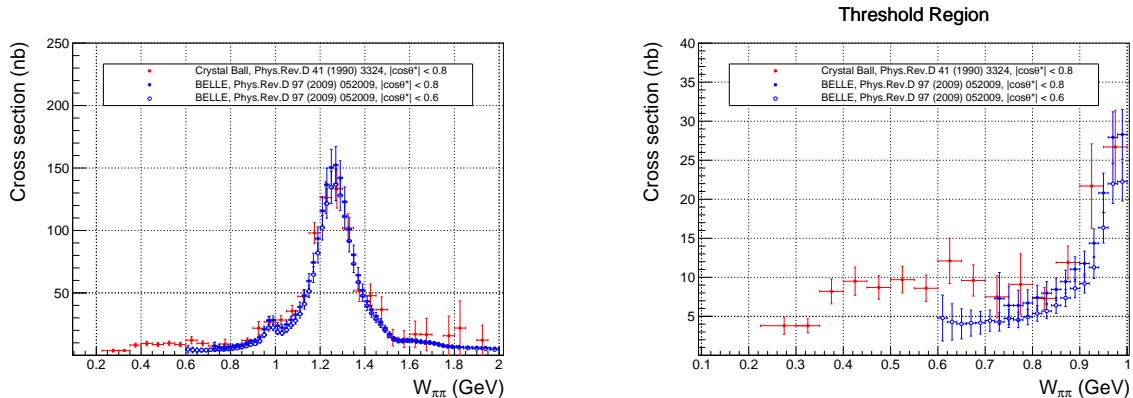 Threshold Region
Cross section (nb)
250
200
150
100
50
Crystal Ball, Phys.Rev.D 41 (1990) 3324, |cosθ*| < 0.8
BELLE, Phys.Rev.D 97 (2009) 052009, |cosθ*| < 0.8
BELLE, Phys.Rev.D 97 (2009) 052009, |cosθ*| < 0.6
0.2 0.4 0.6 0.8 1.0 1.2 1.4 1.6 1.8 2.0
Wππ (GeV)
Cross section (nb)
40
35
30
25
20
15
10
5
Crystal Ball, Phys.Rev.D 41 (1990) 3324, |cosθ*| < 0.8
BELLE, Phys.Rev.D 97 (2009) 052009, |cosθ*| < 0.8
BELLE, Phys.Rev.D 97 (2009) 052009, |cosθ*| < 0.6
0.1 0.2 0.3 0.4 0.5 0.6 0.7 0.8 0.9 1
Wππ (GeV)